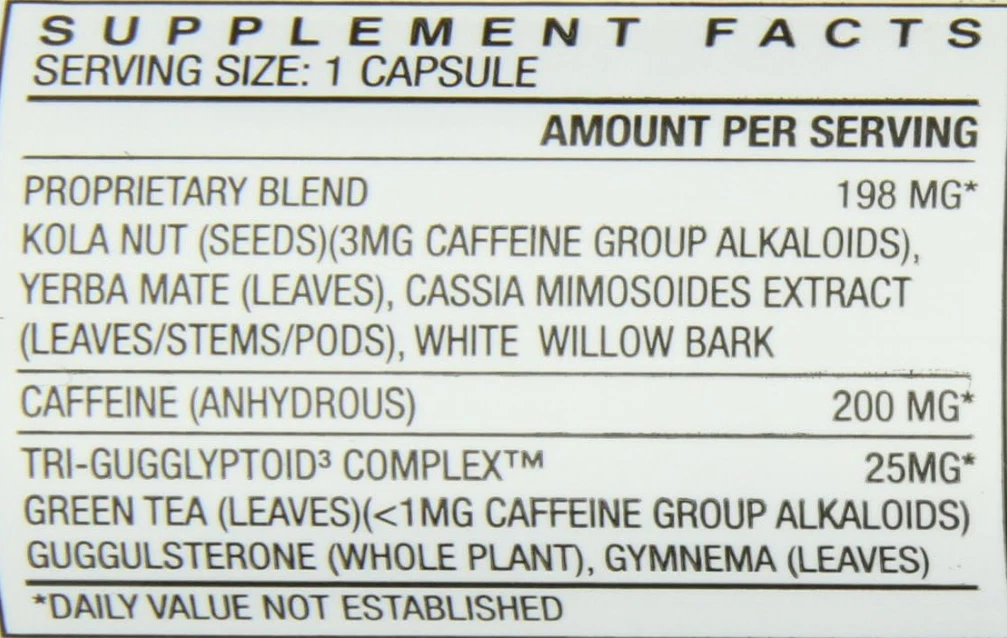 SUPPLEMENT FACTS
SERVING SIZE: 1 CAPSULE
AMOUNT PER SERVING
PROPRIETARY BLEND 198 MG*
KOLA NUT (SEEDS)(3MG CAFFEINE GROUP ALKALOIDS),
YERBA MATE (LEAVES), CASSIA MIMOSOIDES EXTRACT
(LEAVES/STEMS/PODS), WHITE WILLOW BARK
CAFFEINE (ANHYDROUS) 200 MG*
TRI-GUGGLYPTOID³ COMPLEX™ 25MG*
GREEN TEA (LEAVES)(<1MG CAFFEINE GROUP ALKALOIDS)
GUGGULSTERONE (WHOLE PLANT), GYMNEMA (LEAVES)
*DAILY VALUE NOT ESTABLISHED